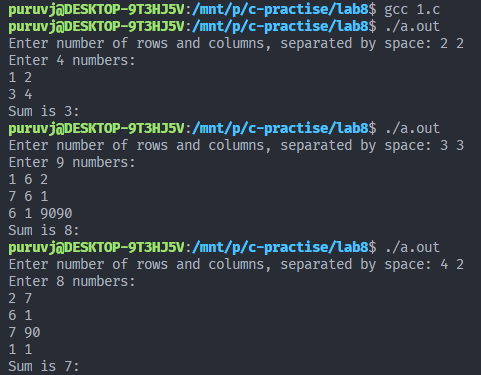 puruvj@DESKTOP-9T3HJ5V:/mnt/p/c-practise/lab8$ gcc 1.c
puruvj@DESKTOP-9T3HJ5V:/mnt/p/c-practise/lab8$ ./a.out
Enter number of rows and columns, separated by space: 2 2
Enter 4 numbers:
1 2
3 4
Sum is 3:
puruvj@DESKTOP-9T3HJ5V:/mnt/p/c-practise/lab8$ ./a.out
Enter number of rows and columns, separated by space: 3 3
Enter 9 numbers:
1 6 2
7 6 1
6 1 9090
Sum is 8:
puruvj@DESKTOP-9T3HJ5V:/mnt/p/c-practise/lab8$ ./a.out
Enter number of rows and columns, separated by space: 4 2
Enter 8 numbers:
2 7
6 1
7 90
1 1
Sum is 7: